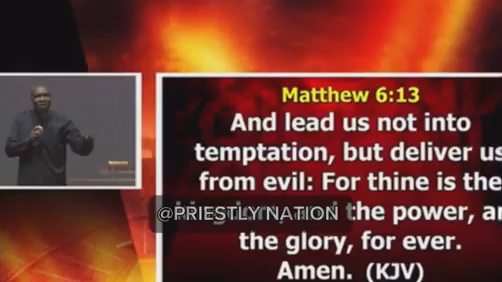 Matthew 6:13
And lead us not into
temptation, but deliver us
from evil: For thine is the
@PRIESTLY NATION the power, an
the glory, for ever.
Amen. (KJV)